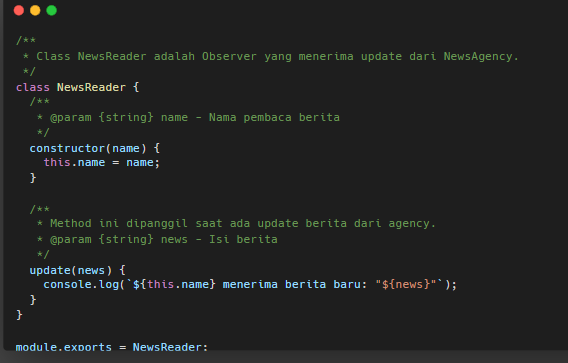 /**
 * Class NewsReader adalah Observer yang menerima update dari NewsAgency.
 */
class NewsReader {
  /**
   * @param {string} name - Nama pembaca berita
   */
  constructor(name) {
    this.name = name;
  }

  /**
   * Method ini dipanggil saat ada update berita dari agency.
   * @param {string} news - Isi berita
   */
  update(news) {
    console.log(`${this.name} menerima berita baru: "${news}"`);
  }
}

module.exports = NewsReader;